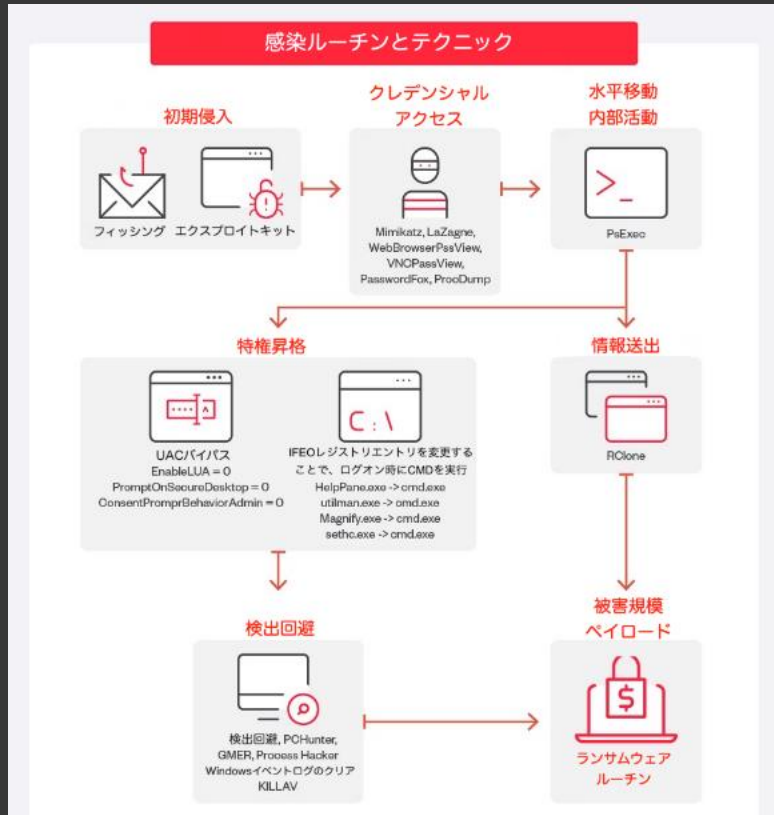 感染ルーチンとテクニック
初期侵入
フィッシング
エクスプロイトキット
クレデンシャル
アクセス
Mimikatz, LaZagne,
WebBrowserPssView,
VNCPassView,
PasswordFox, ProcDump
水平移動
内部活動
>_
PsExec
特権昇格
A
UACバイパス
EnableLUA = 0
PromptOnSecureDesktop = 0
ConsentPromprBehaviorAdmin = 0
C:\
IFEOレジストリエントリを変更する
ことで、ログオン時にCMDを実行
HelpPane.exe -> cmd.exe
utilman.exe -> cmd.exe
Magnify.exe -> cmd.exe
sethc.exe -> cmd.exe
情報送出
RClone
検出回避
検出回避, PCHunter,
GMER, Process Hacker
Windowsイベントログのクリア
KILLAV
被害規模
ペイロード
$
ランサムウェア
ルーチン